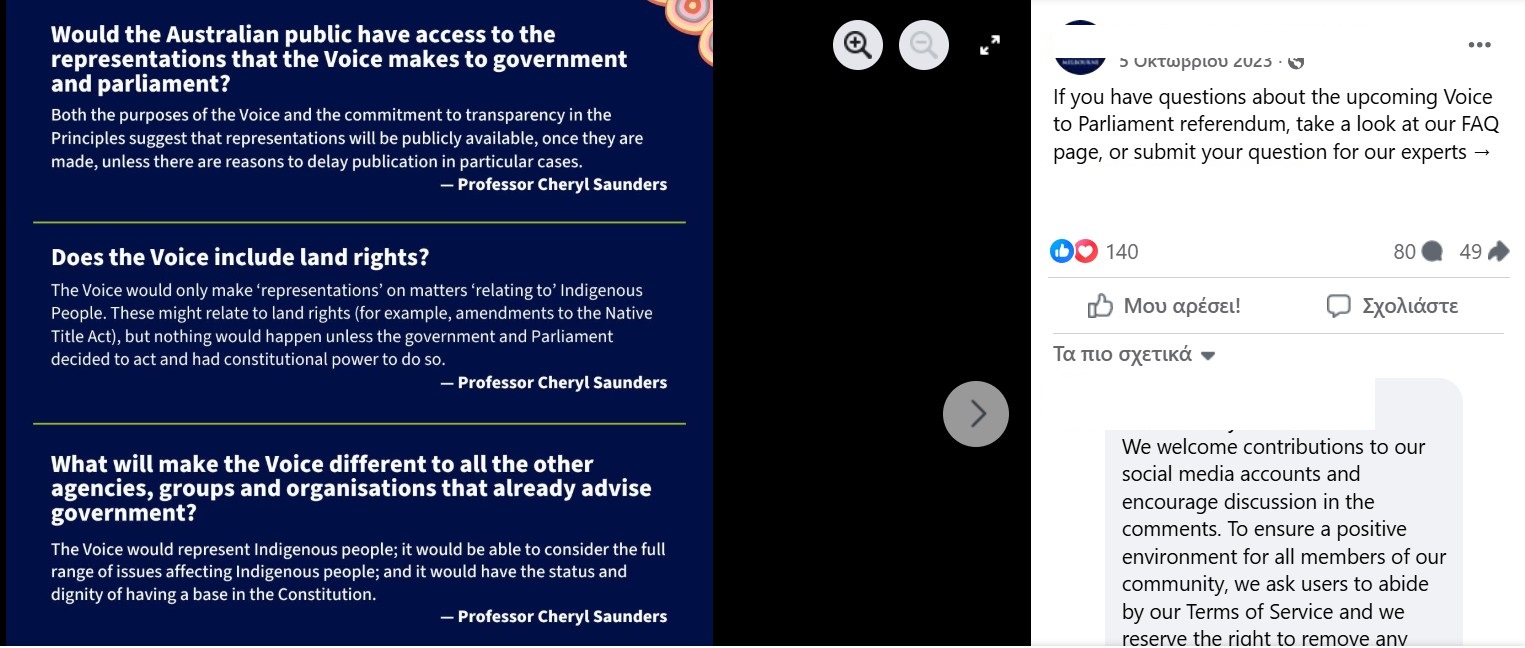 Would the Australian public have access to the
representations that the Voice makes to government
and parliament?
Both the purposes of the Voice and the commitment to transparency in the
Principles suggest that representations will be publicly available, once they are
made, unless there are reasons to delay publication in particular cases.
— Professor Cheryl Saunders
Does the Voice include land rights?
The Voice would only make ‘representations’ on matters ‘relating to’ Indigenous
People. These might relate to land rights (for example, amendments to the Native
Title Act), but nothing would happen unless the government and Parliament
decided to act and had constitutional power to do so.
— Professor Cheryl Saunders
What will make the Voice different to all the other
agencies, groups and organisations that already advise
government?
The Voice would represent Indigenous people; it would be able to consider the full
range of issues affecting Indigenous people; and it would have the status and
dignity of having a base in the Constitution.
— Professor Cheryl Saunders
MELBOURNE
5 Οκτωβρίου 2023 ·
If you have questions about the upcoming Voice
to Parliament referendum, take a look at our FAQ
page, or submit your question for our experts →
140
80
49
Μου αρέσει!
Σχολιάστε
Τα πιο σχετικά
We welcome contributions to our
social media accounts and
encourage discussion in the
comments. To ensure a positive
environment for all members of our
community, we ask users to abide
by our Terms of Service and we
reserve the right to remove any